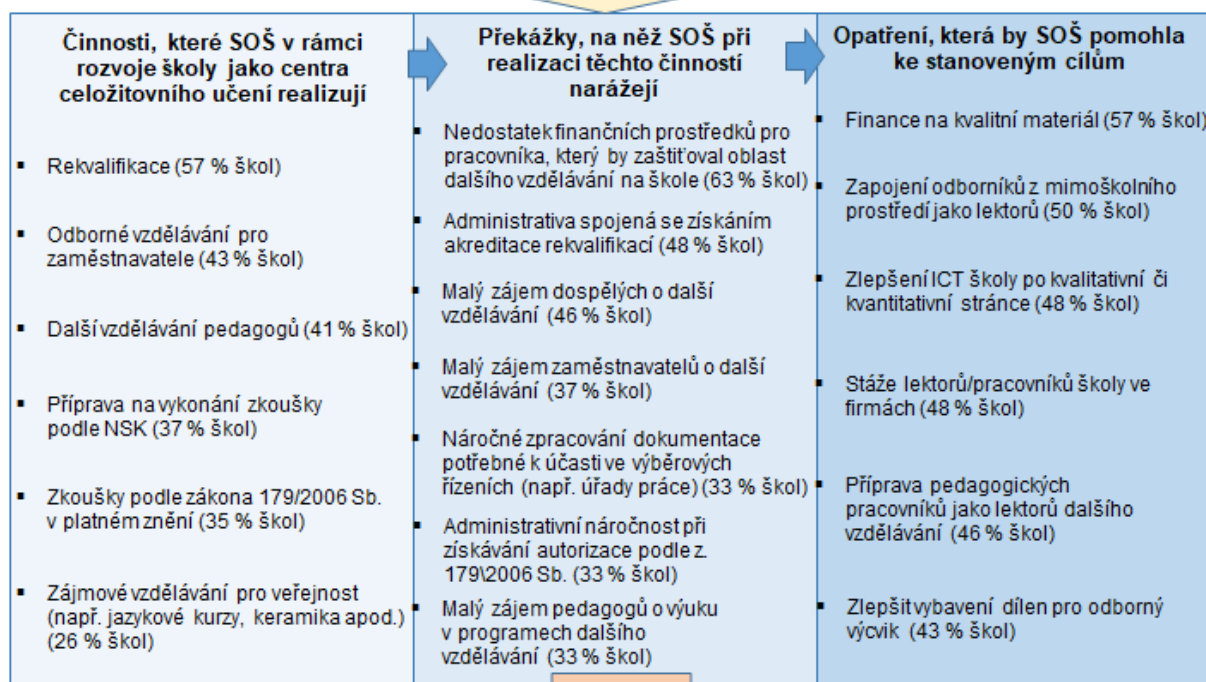 Činnosti, které SOŠ v rámci
rozvoje školy jako centra
celožitovního učení realizují
▪ Rekvalifikace (57 % škol)
▪ Odborné vzdělávání pro
zaměstnavatele (43 % škol)
▪ Další vzdělávání pedagogů (41 % škol)
▪ Příprava na vykonání zkoušky
podle NSK (37 % škol)
▪ Zkoušky podle zákona 179/2006 Sb.
v platném znění (35 % škol)
▪ Zájmové vzdělávání pro veřejnost
(např. jazykové kurzy, keramika apod.)
(26 % škol)
Překážky, na něž SOŠ při
realizaci těchto činností
narážejí
▪ Nedostatek finančních prostředků pro
pracovníka, který by zaštiťoval oblast
dalšího vzdělávání na škole (63 % škol)
▪ Administrativa spojená se získáním
akreditace rekvalifikací (48 % škol)
▪ Malý zájem dospělých o další
vzdělávání (46 % škol)
▪ Malý zájem zaměstnavatelů o další
vzdělávání (37 % škol)
▪ Náročné zpracování dokumentace
potřebné k účasti ve výběrových
řízeních (např. úřady práce) (33 % škol)
▪ Administrativní náročnost při
získávání autorizace podle z.
179\2006 Sb. (33 % škol)
▪ Malý zájem pedagogů o výuku
v programech dalšího
vzdělávání (33 % škol)
Opatření, která by SOŠ pomohla
ke stanoveným cílům
▪ Finance na kvalitní materiál (57 % škol)
▪ Zapojení odborníků z mimoškolního
prostředí jako lektorů (50 % škol)
▪ Zlepšení ICT školy po kvalitativní či
kvantitativní stránce (48 % škol)
▪ Stáže lektorů/pracovníků školy ve
firmách (48 % škol)
▪ Příprava pedagogických
pracovníků jako lektorů dalšího
vzdělávání (46 % škol)
▪ Zlepšit vybavení dílen pro odborný
výcvik (43 % škol)